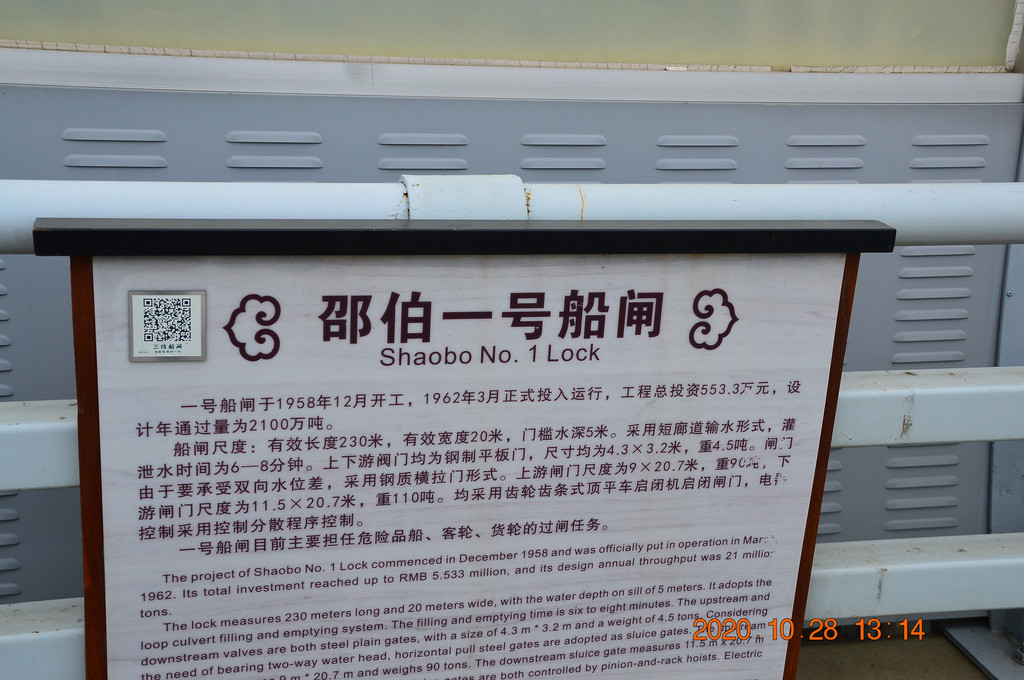 三线船闸
邵伯一号船闸
Shaobo No. 1 Lock
一号船闸于1958年12月开工，1962年3月正式投入运行，工程总投资553.3万元，设
计年通过量为2100万吨。
船闸尺度：有效长度230米，有效宽度20米，门槛水深5米。采用短廊道输水形式，灌
泄水时间为6—8分钟。上下游阀门均为钢制平板门，尺寸均为4.3×3.2米，重4.5吨。闸门
由于要承受双向水位差，采用钢质横拉门形式。上游闸门尺度为9×20.7米，重90吨，下
游闸门尺度为11.5×20.7米，重110吨。均采用齿轮齿条式顶平车启闭机启闭闸门，电
控制采用控制分散程序控制。
一号船闸目前主要担任危险品船、客轮、货轮的过闸任务。
The project of Shaobo No. 1 Lock commenced in December 1958 and was officially put in operation in
1962. Its total investment reached up to RMB 5.533 million, and its design annual throughput was 21
tons.
The lock measures 230 meters long and 20 meters wide, with the water depth on sill of 5 meters. It adopts the
loop culvert filling and emptying system. The filling and emptying time is six to eight minutes. The upstream and
downstream valves are both steel plain gates, with a size of 4.3 m * 3.2 m and a weight of 4.5 tons. Considering
the need of bearing two-way water head, horizontal pull steel gates are adopted as sluice gates.
9 m * 20.7 m and weighs 90 tons. The downstream sluice gate measures 11.5 m x 20.7 m
gates are both controlled by pinion-and-rack hoists. Electric
2020 10 28 13:14